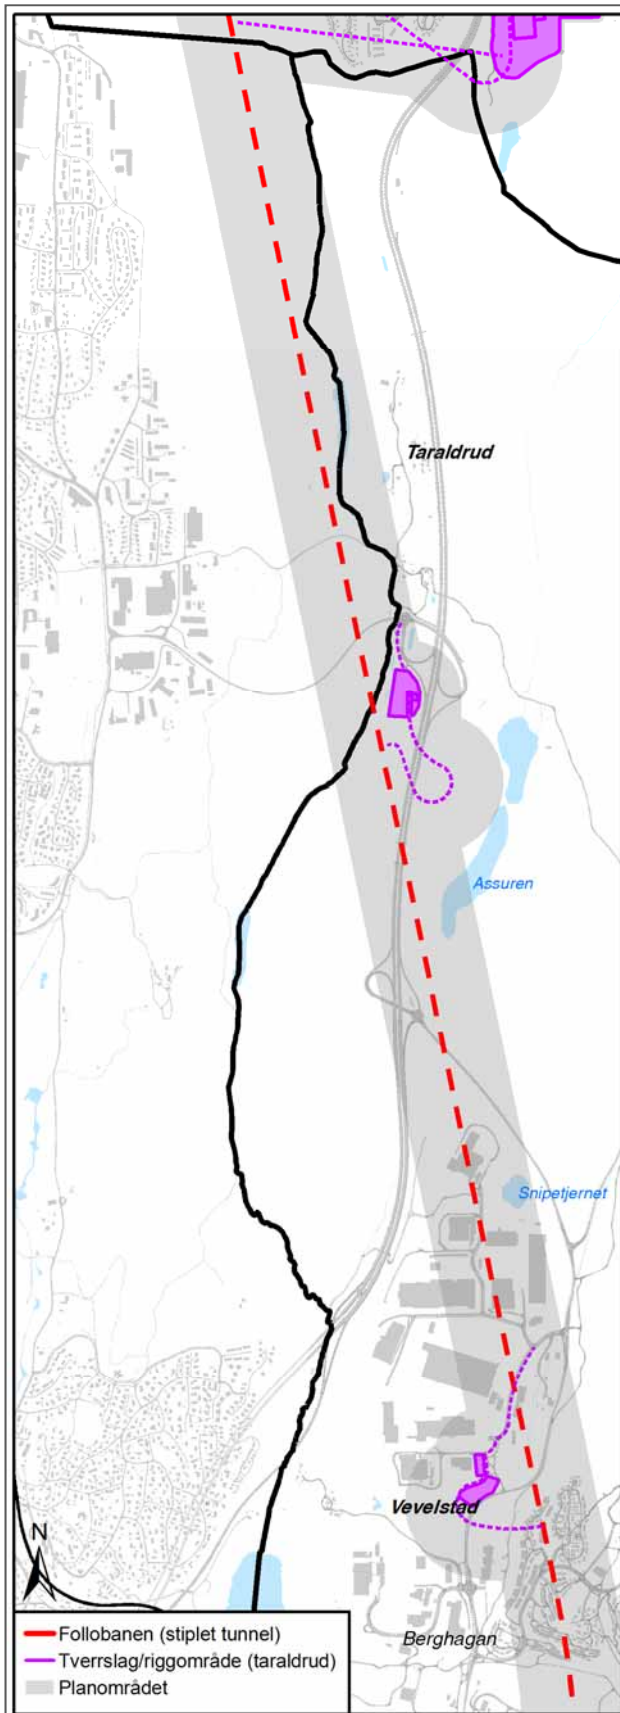 Taraldrud
Assuren
Snipetjernet
Vevelstad
Berghagan
N
Follobanen (stiplet tunnel)
Tverrslag/riggområde (taraldrud)
Planområdet